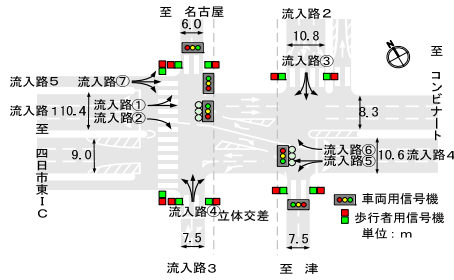 至 名古屋
6.0
流入路2
10.8
流入路5
流入路⑦
流入路③
至 コンビナート
流入路1
10.4
流入路①
流入路②
8.3
至 四日市東IC
9.0
流入路⑥
流入路⑤
10.6
流入路4
流入路④
立体交差
車両用信号機
歩行者用信号機
単位：m
7.5
7.5
流入路3
至 津